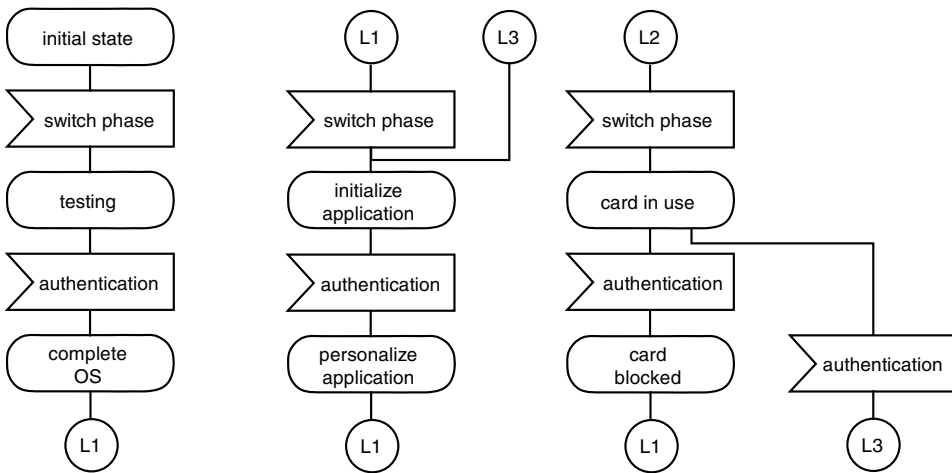 initial state
switch phase
testing
authentication
complete
OS
L1
L1
L3
switch phase
initialize
application
authentication
personalize
application
L1
L2
switch phase
card in use
authentication
card
blocked
L1
authentication
L3